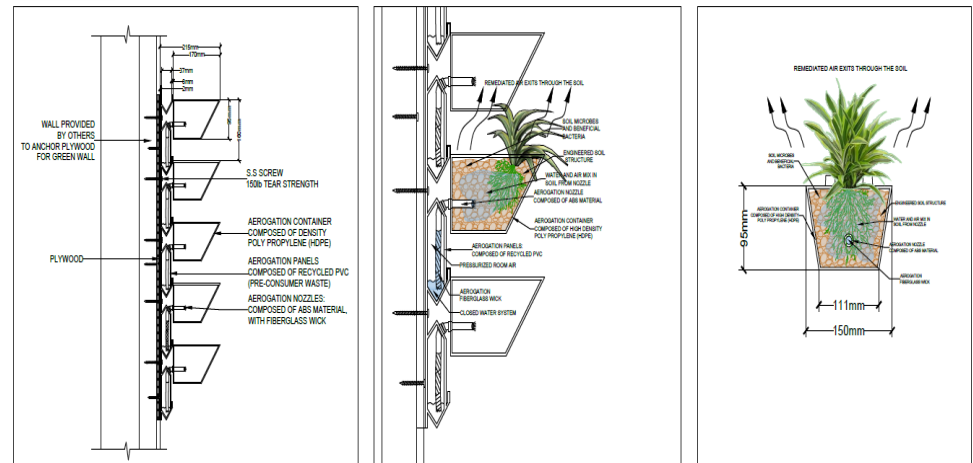 215mm
170mm
37mm
6mm
2mm
95mm
WALL PROVIDED
BY OTHERS
TO ANCHOR PLYWOOD
FOR GREEN WALL
S.S SCREW
150lb TEAR STRENGTH
AEROGATION CONTAINER
COMPOSED OF DENSITY
POLY PROPYLENE (HDPE)
PLYWOOD
AEROGATION PANELS
COMPOSED OF RECYCLED PVC
(PRE-CONSUMER WASTE)
AEROGATION NOZZLES:
COMPOSED OF ABS MATERIAL,
WITH FIBERGLASS WICK
REMEDIATED AIR EXITS THROUGH THE SOIL
SOIL MICROBES
AND BENEFICIAL
BACTERIA
ENGINEERED SOIL
STRUCTURE
WATER AND AIR MIX IN
SOIL FROM NOZZLE
AEROGATION NOZZLE
COMPOSED OF ABS MATERIAL
AEROGATION CONTAINER
COMPOSED OF HIGH DENSITY
POLY PROPYLENE (HDPE)
AEROGATION PANELS:
COMPOSED OF RECYCLED PVC
PRESSURIZED ROOM AIR
AEROGATION
FIBERGLASS WICK
CLOSED WATER SYSTEM
REMEDIATED AIR EXITS THROUGH THE SOIL
SOIL MICROBES
AND BENEFICIAL
BACTERIA
AEROGATION CONTAINER
COMPOSED OF HIGH DENSITY
POLY PROPYLENE (HDPE)
ENGINEERED SOIL STRUCTURE
WATER AND AIR MIX IN
SOIL FROM NOZZLE
AEROGATION NOZZLE
COMPOSED OF ABS MATERIAL
AEROGATION
FIBERGLASS WICK
95mm
111mm
150mm